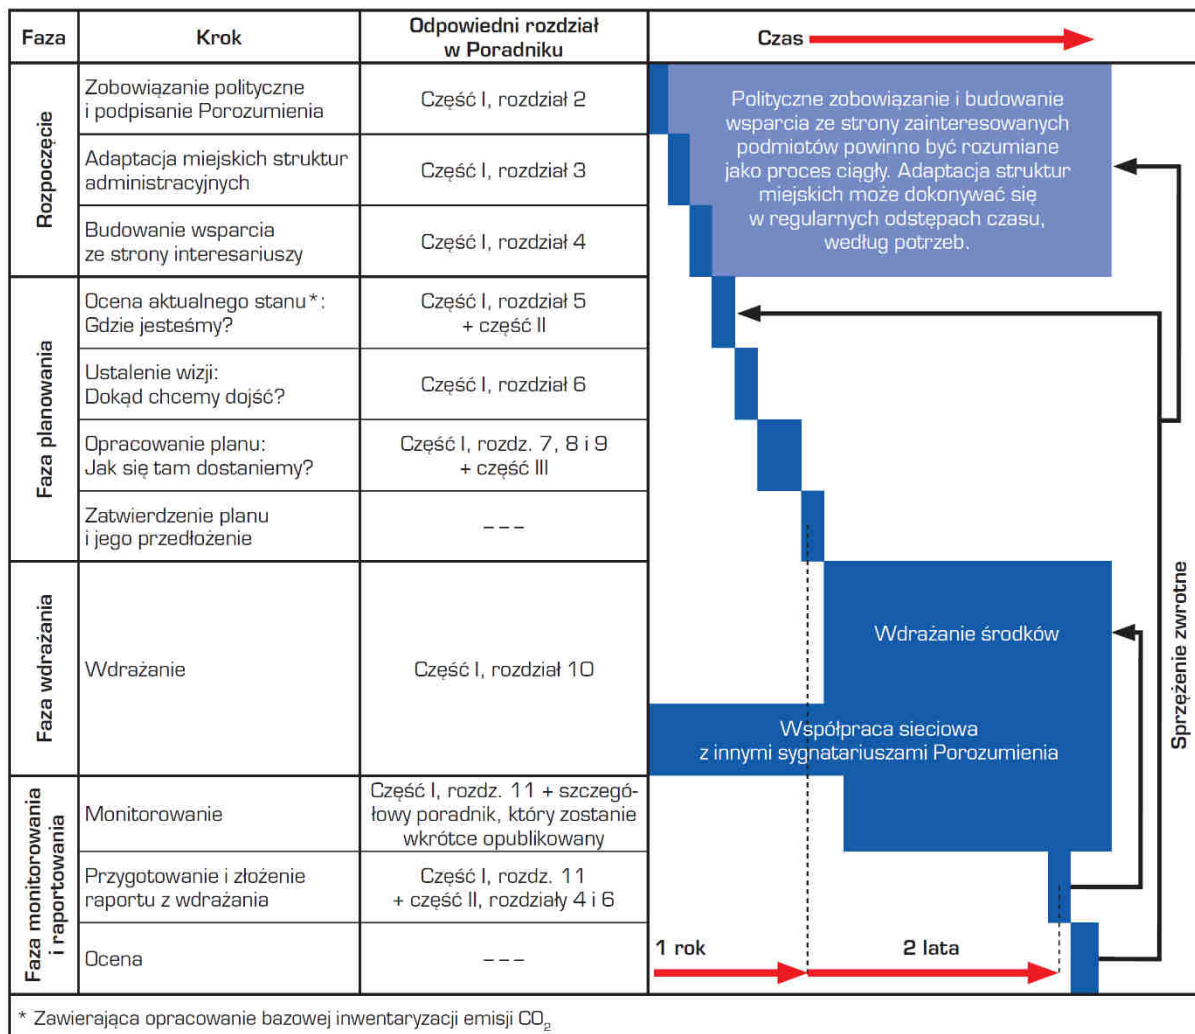 Faza
Krok
Odpowiedni rozdział
w Poradniku
Czas
Rozpoczęcie
Zobowiązanie polityczne
i podpisanie Porozumienia
Część I, rozdział 2
Adaptacja miejskich struktur
administracyjnych
Część I, rozdział 3
Budowanie wsparcia
ze strony interesariuszy
Część I, rozdział 4
Polityczne zobowiązanie i budowanie
wsparcia ze strony zainteresowanych
podmiotów powinno być rozumiane
jako proces ciągły. Adaptacja struktur
miejskich może dokonywać się
w regularnych odstępach czasu,
według potrzeb.
Faza planowania
Ocena aktualnego stanu*:
Gdzie jesteśmy?
Część I, rozdział 5
+ część II
Ustalenie wizji:
Dokąd chcemy dojść?
Część I, rozdział 6
Opracowanie planu:
Jak się tam dostaniemy?
Część I, rozdz. 7, 8 i 9
+ część III
Zatwierdzenie planu
i jego przedłożenie
– – –
Faza wdrażania
Wdrażanie
Część I, rozdział 10
Wdrażanie środków
Współpraca sieciowa
z innymi sygnatariuszami Porozumienia
Sprzężenie zwrotne
Faza monitorowania
i raportowania
Monitorowanie
Część I, rozdz. 11 + szczegó-
łowy poradnik, który zostanie
wkrótce opublikowany
Przygotowanie i złożenie
raportu z wdrażania
Część I, rozdz. 11
+ część II, rozdziały 4 i 6
Ocena
– – –
1 rok
2 lata
* Zawierająca opracowanie bazowej inwentaryzacji emisji CO₂